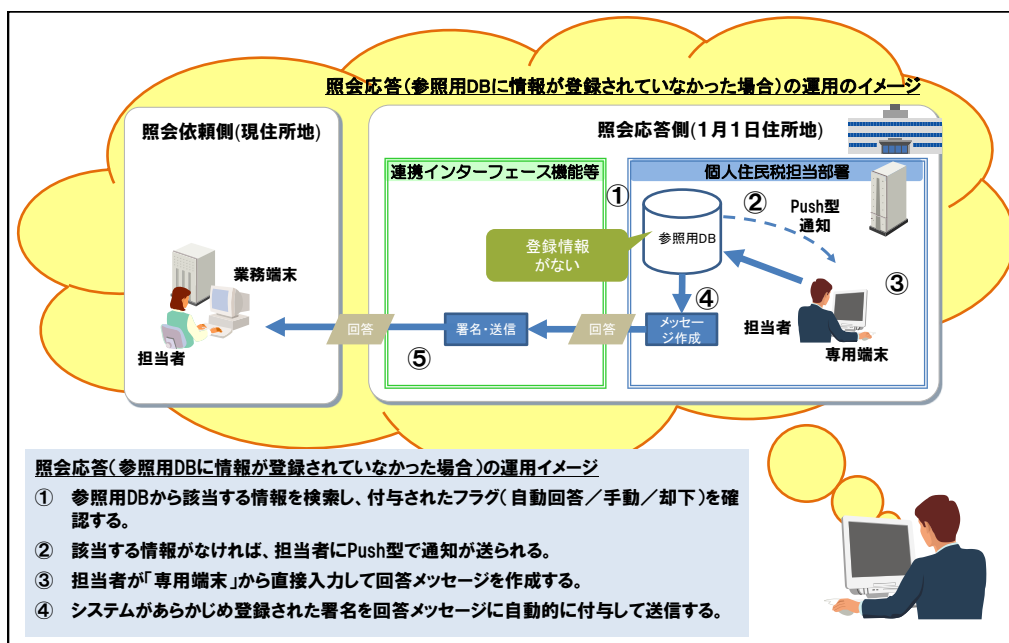 照会応答(参照用DBに情報が登録されていなかった場合)の運用のイメージ
照会依頼側(現住所地)
照会応答側(1月1日住所地)
連携インターフェース機能等
個人住民税担当部署
①
②
Push型
通知
参照用DB
登録情報
がない
③
業務端末
④
担当者
回答
署名・送信
回答
メッセー
ジ作成
担当者
専用端末
⑤
照会応答(参照用DBに情報が登録されていなかった場合)の運用イメージ
① 参照用DBから該当する情報を検索し、付与されたフラグ(自動回答/手動/却下)を確
認する。
② 該当する情報がなければ、担当者にPush型で通知が送られる。
③ 担当者が「専用端末」から直接入力して回答メッセージを作成する。
④ システムがあらかじめ登録された署名を回答メッセージに自動的に付与して送信する。